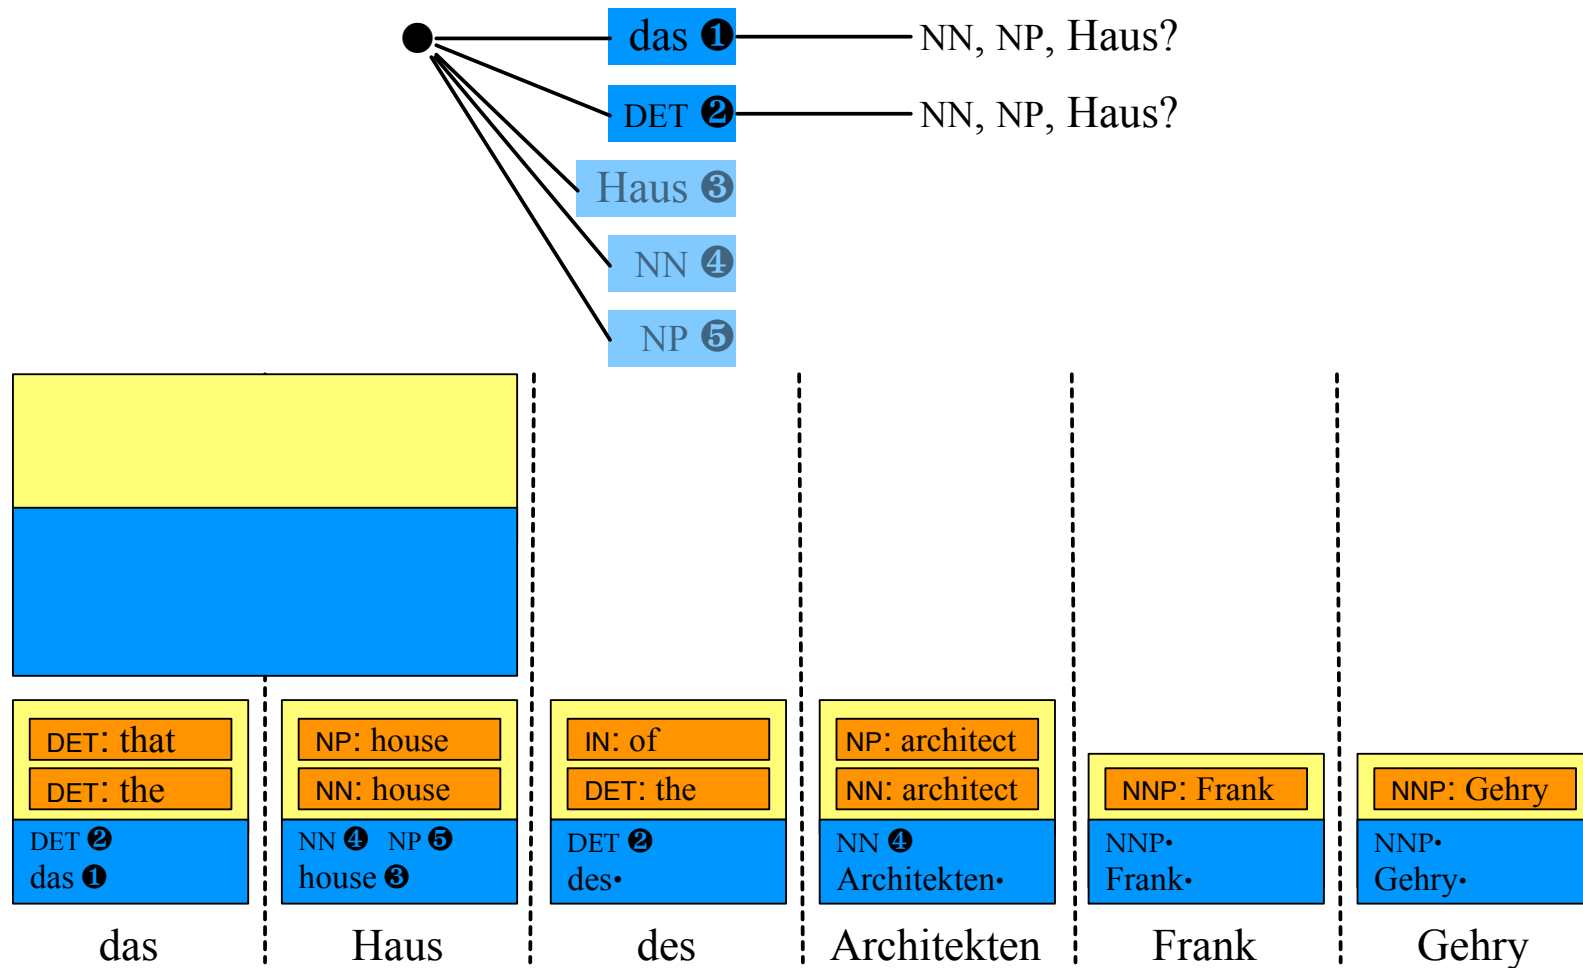 das ❶ NN, NP, Haus?
DET ❷ NN, NP, Haus?
Haus ❸
NN ❹
NP ❺
DET: that
DET: the
DET ❷
das ❶
NP: house
NN: house
NN ❹ NP ❺
house ❸
IN: of
DET: the
DET ❷
des•
NP: architect
NN: architect
NN ❹
Architekten•
NNP: Frank
NNP•
Frank•
NNP: Gehry
NNP•
Gehry•
das Haus des Architekten Frank Gehry